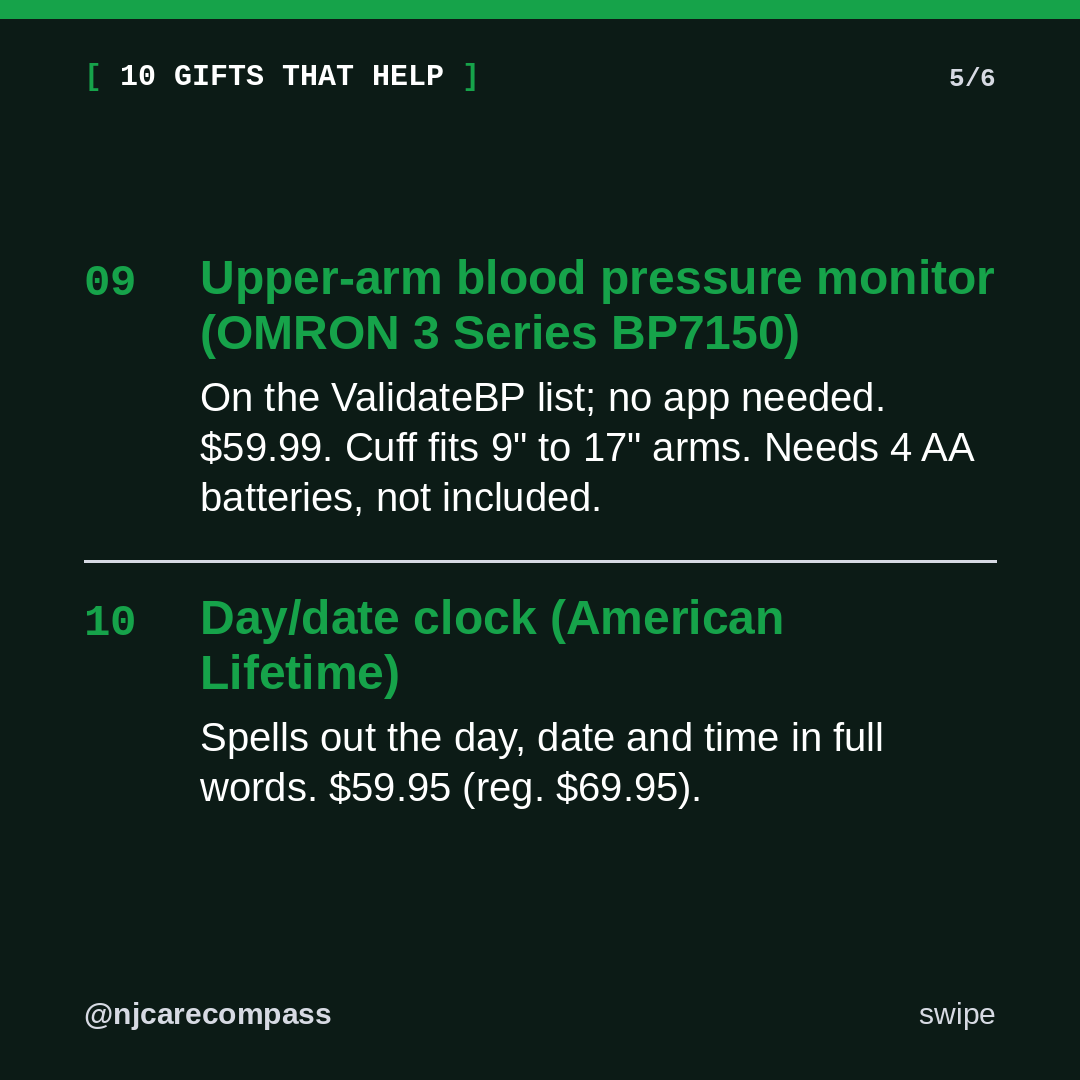 [ 10 GIFTS THAT HELP ]
5/6
09
Upper-arm blood pressure monitor
(OMRON 3 Series BP7150)
On the ValidateBP list; no app needed.
$59.99. Cuff fits 9" to 17" arms. Needs 4 AA
batteries, not included.
10
Day/date clock (American
Lifetime)
Spells out the day, date and time in full
words. $59.95 (reg. $69.95).
@njcarecompass
swipe